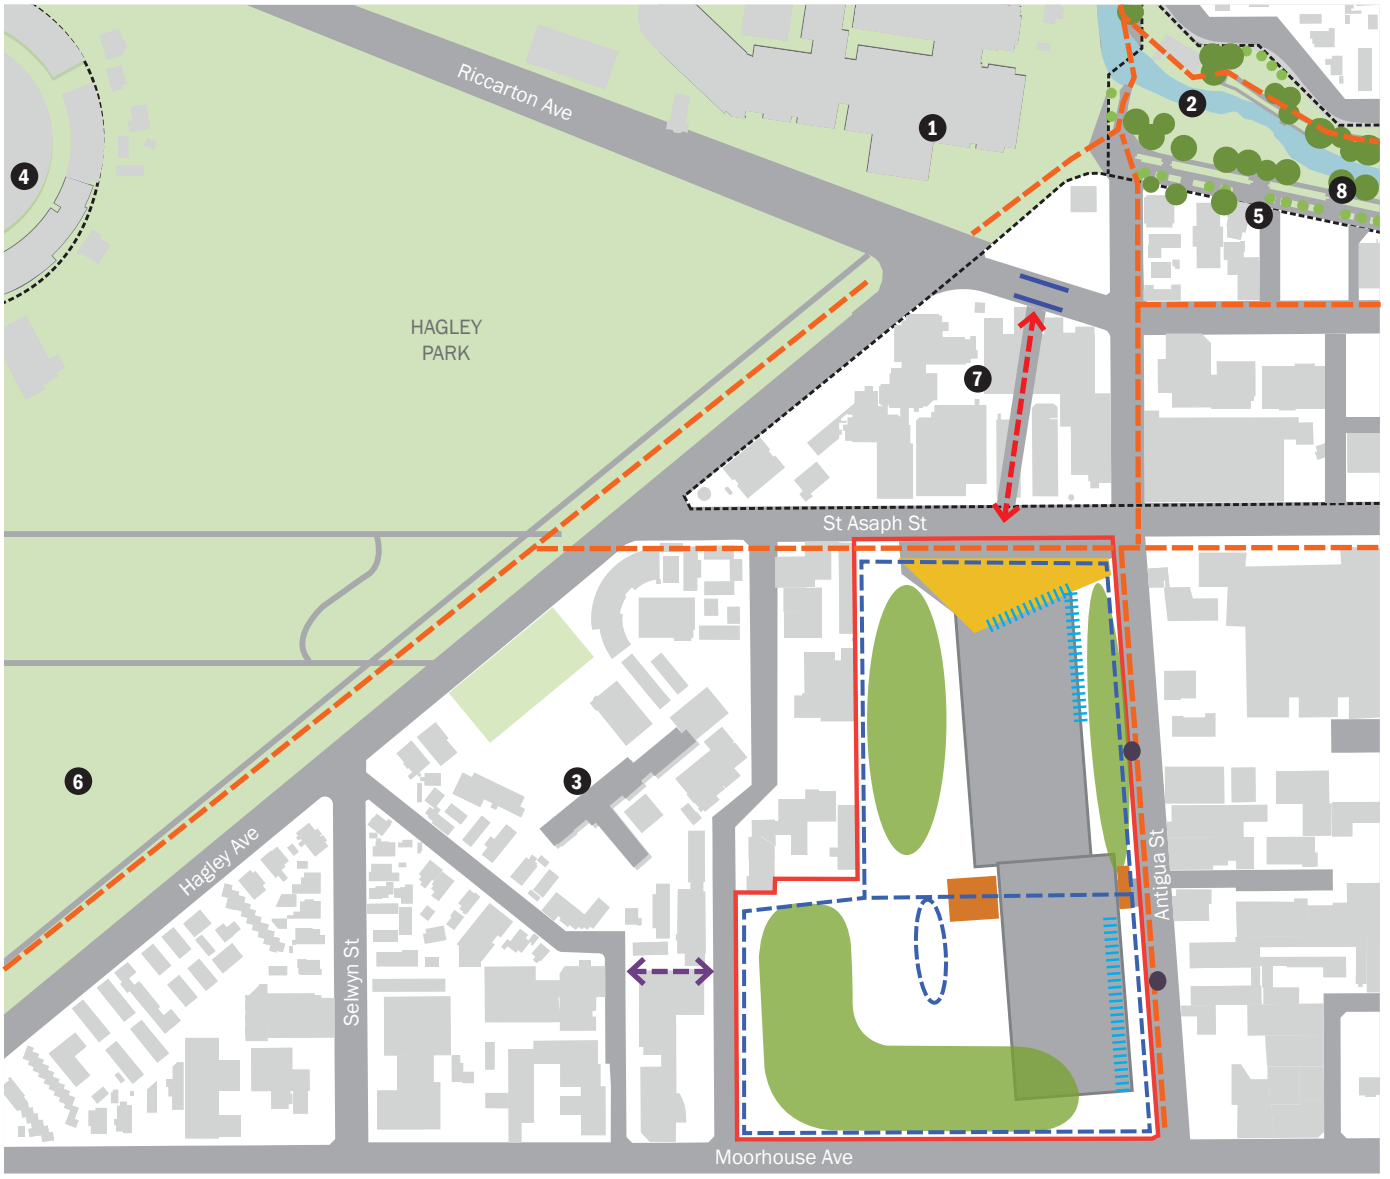 Riccarton Ave
1
2
4
8
5
HAGLEY
PARK
7
St Asaph St
3
6
Hagley Ave
Antigua St
Selwyn St
Moorhouse Ave